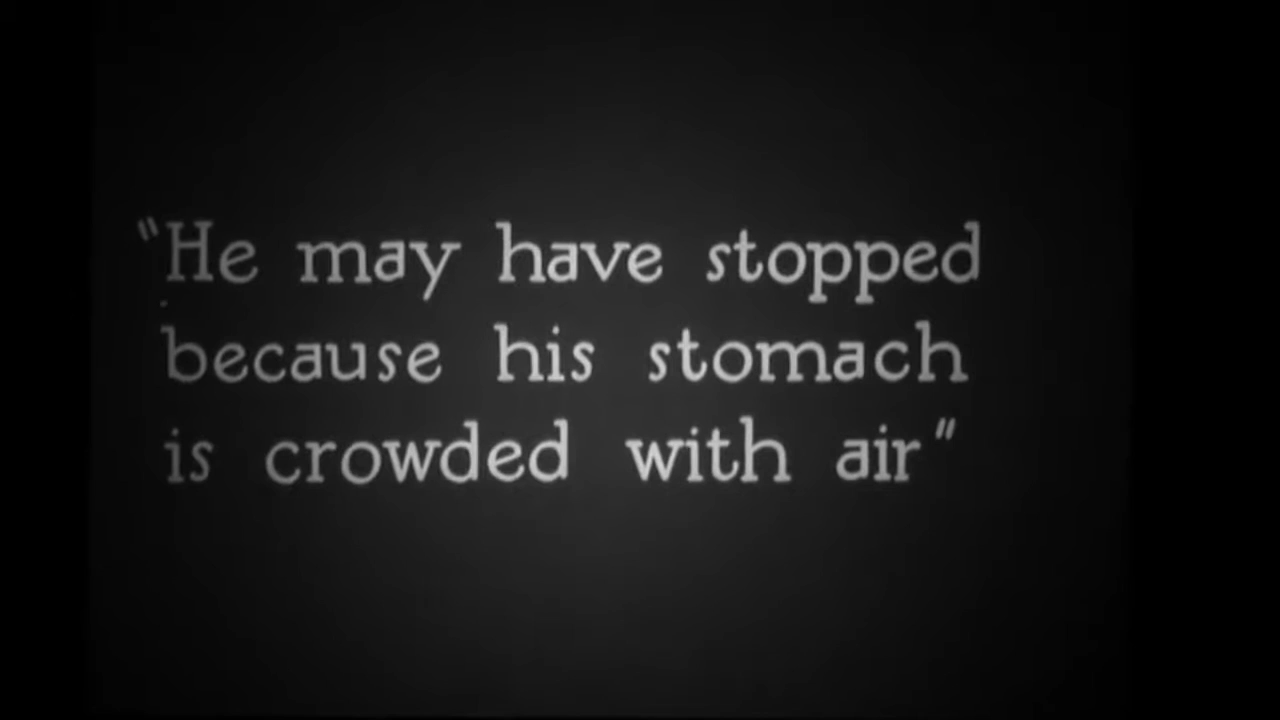 "He may have stopped
because his stomach
is crowded with air"